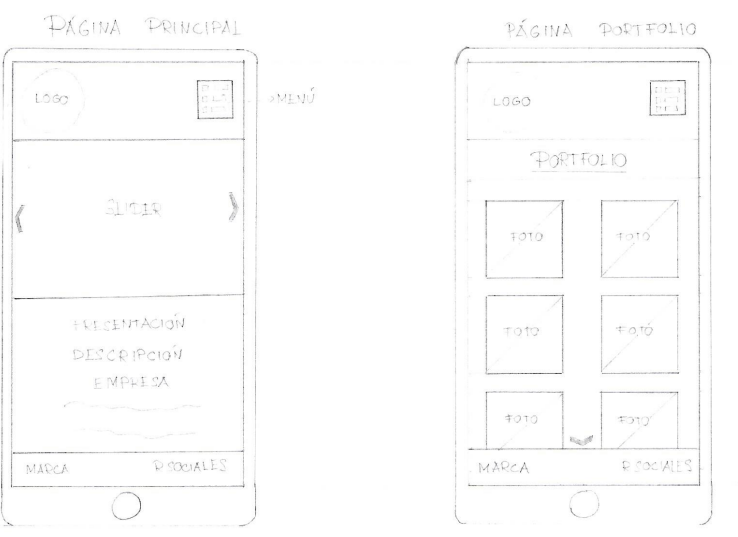 PÁGINA PRINCIPAL
LOGO
MENÚ
SLIDER
PRESENTACIÓN
DESCRIPCIÓN
EMPRESA
MARCA R.SOCIALES
PÁGINA PORTFOLIO
LOGO
PORTFOLIO
FOTO FOTO
FOTO FOTO
FOTO FOTO
MARCA R.SOCIALES